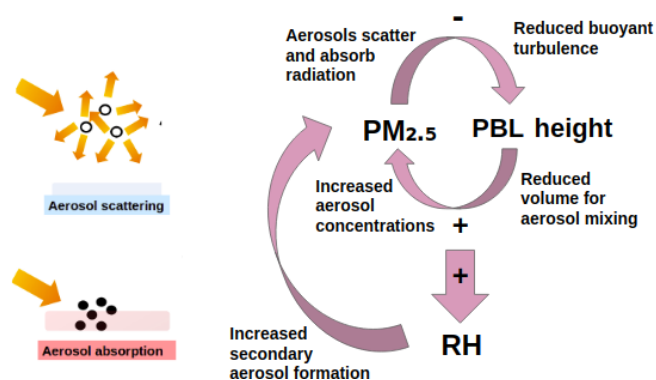 Aerosol scattering
Aerosol absorption
Aerosols scatter
and absorb
radiation
-
Reduced buoyant
turbulence
PM2.5
PBL height
Increased
aerosol
concentrations
+
Reduced
volume for
aerosol mixing
+
RH
Increased
secondary
aerosol formation